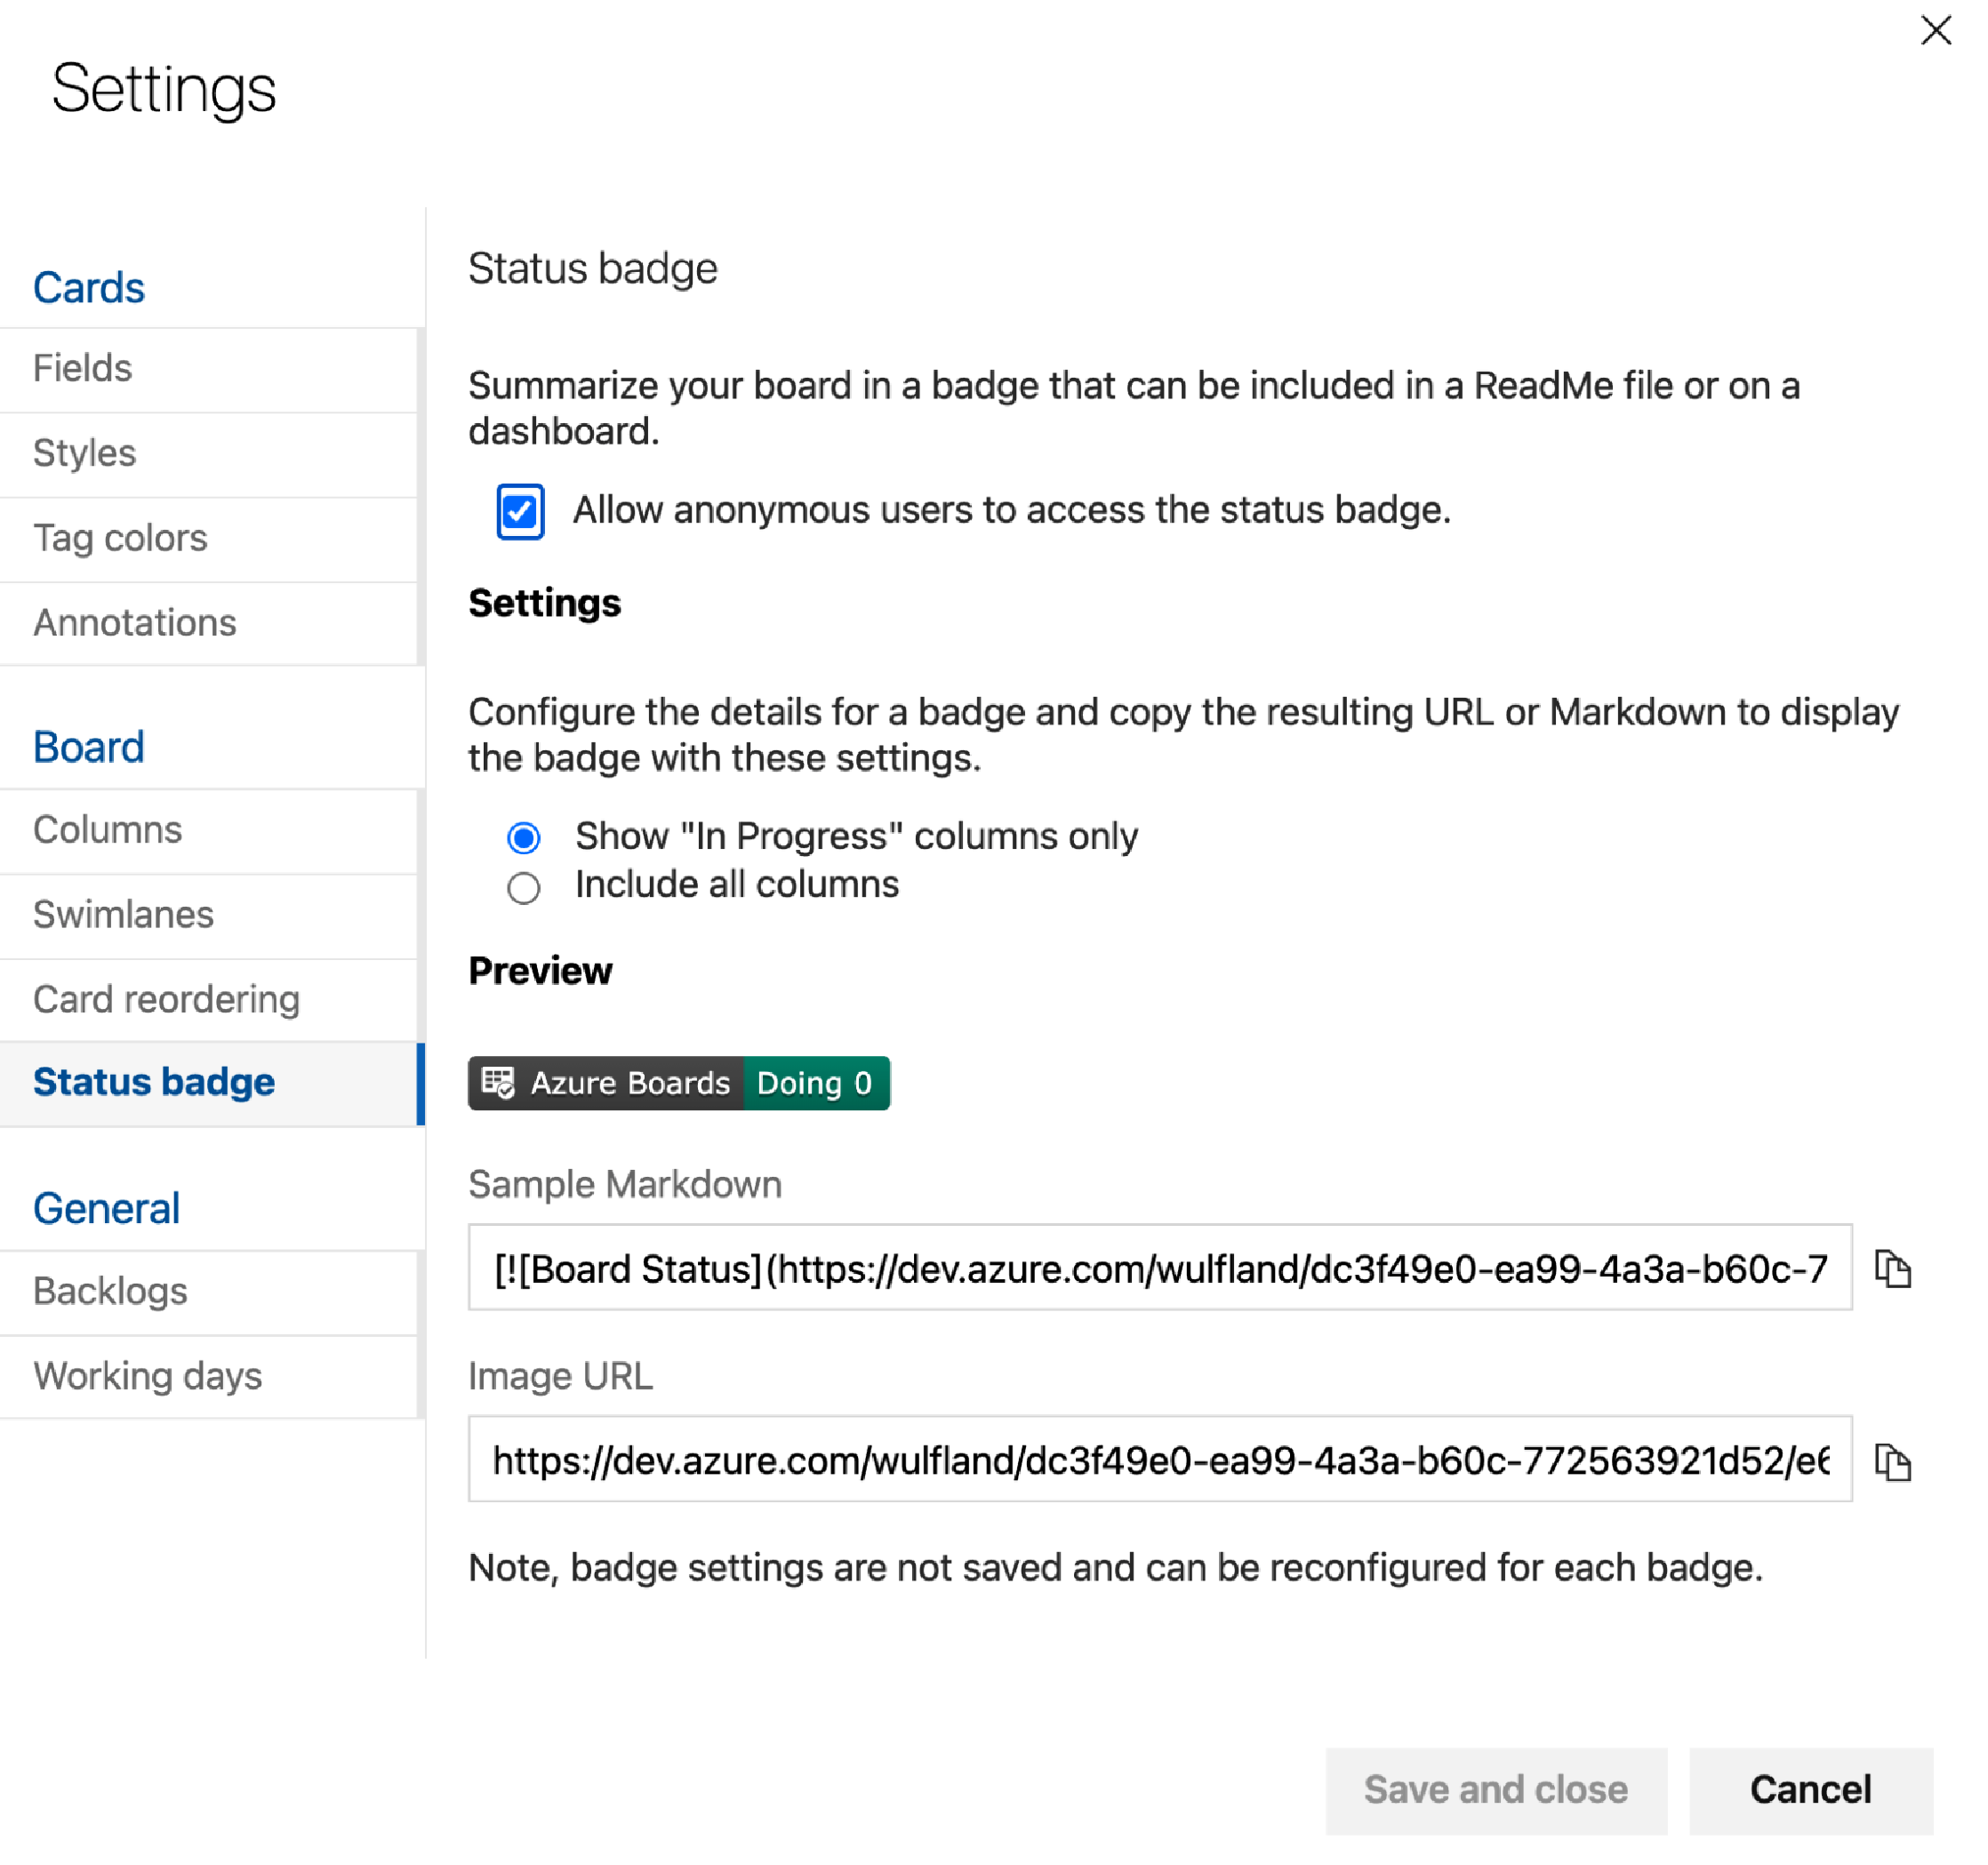 Settings
Cards
Fields
Styles
Tag colors
Annotations
Board
Columns
Swimlanes
Card reordering
Status badge
General
Backlogs
Working days
Status badge
Summarize your board in a badge that can be included in a ReadMe file or on a
dashboard.
Allow anonymous users to access the status badge.
Settings
Configure the details for a badge and copy the resulting URL or Markdown to display
the badge with these settings.
Show "In Progress" columns only
Include all columns
Preview
Azure Boards Doing 0
Sample Markdown
[![Board Status](https://dev.azure.com/wulfland/dc3f49e0-ea99-4a3a-b60c-7
Image URL
https://dev.azure.com/wulfland/dc3f49e0-ea99-4a3a-b60c-772563921d52/e6
Note, badge settings are not saved and can be reconfigured for each badge.
Save and close
Cancel